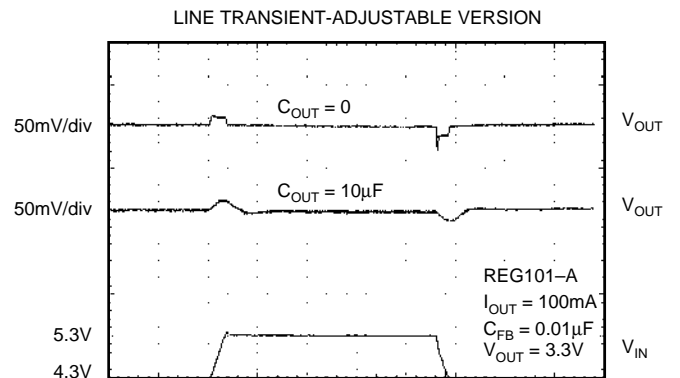 LINE TRANSIENT-ADJUSTABLE VERSION
50mV/div
C_OUT = 0
V_OUT
50mV/div
C_OUT = 10μF
V_OUT
REG101–A
I_OUT = 100mA
C_FB = 0.01μF
V_OUT = 3.3V
5.3V
V_IN
4.3V